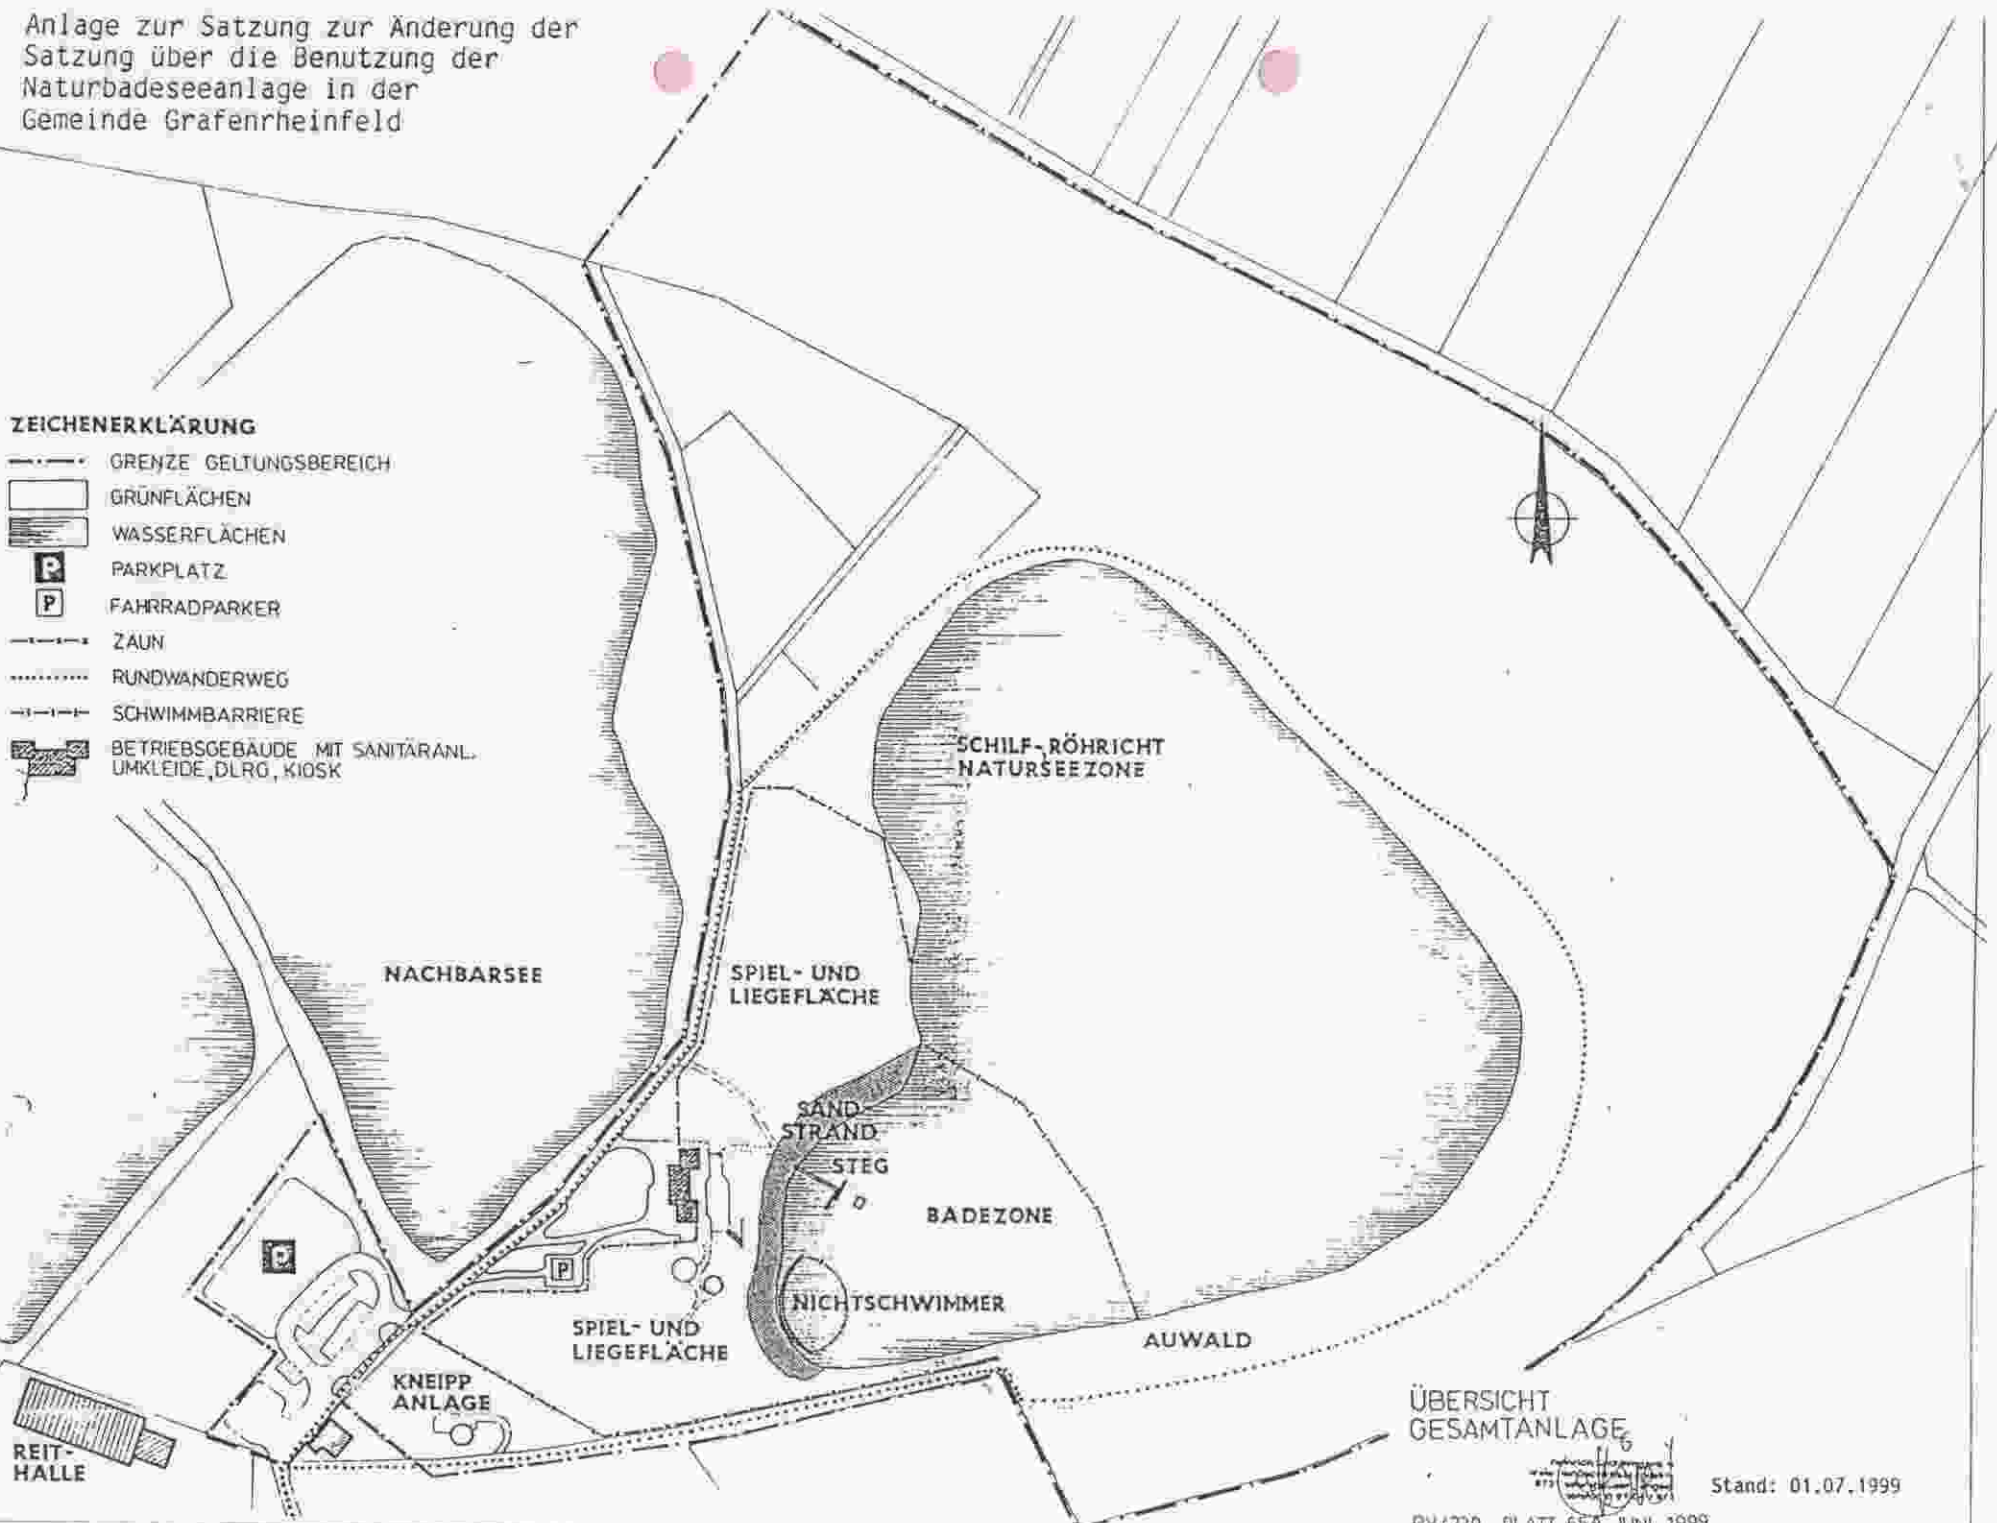 Anlage zur Satzung zur Änderung der
Satzung über die Benutzung der
Naturbadeseeanlage in der
Gemeinde Grafenrheinfeld
ZEICHENERKLÄRUNG
GRENZE GELTUNGSBEREICH
GRÜNFLÄCHEN
WASSERFLÄCHEN
P PARKPLATZ
P FAHRRADPARKER
ZAUN
RUNDWANDERWEG
SCHWIMMBARRIERE
BETRIEBSGEBÄUDE MIT SANITÄRANL.
UMKLEIDE, DLRG, KIOSK
SCHILF-RÖHRICHT
NATURSEEZONE
NACHBARSEE
SPIEL- UND
LIEGEFLÄCHE
SAND
STRAND
STEG
BADEZONE
P
P
NICHTSCHWIMMER
SPIEL- UND
LIEGEFLÄCHE
AUWALD
KNEIPP
ANLAGE
REIT-
HALLE
ÜBERSICHT
GESAMTANLAGE
Stand: 01.07.1999